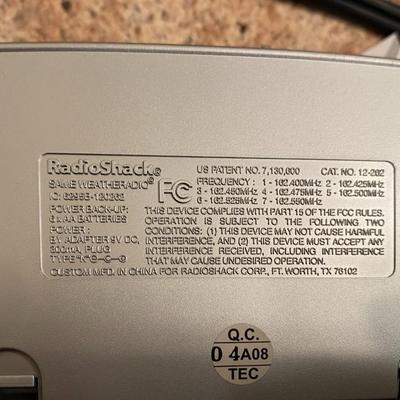 RadioShack®
SAME WEATHERADIO®
POWER BACK-UP:
6 AA BATTERIES
POWER:
BY ADAPTER 9V DC,
300mA, PLUG
FC
US PATENT NO. 7,130,600 CAT. NO. 12-262
FREQUENCY: 1 - 162.400MHz 2 - 162.425MHz
3 - 162.450MHz 4 - 162.475MHz 5 - 162.500MHz
6 - 162.525MHz 7 - 162.550MHz
THIS DEVICE COMPLIES WITH PART 15 OF THE FCC RULES.
OPERATION IS SUBJECT TO THE FOLLOWING TWO
CONDITIONS: (1) THIS DEVICE MAY NOT CAUSE HARMFUL
INTERFERENCE, AND (2) THIS DEVICE MUST ACCEPT ANY
INTERFERENCE RECEIVED, INCLUDING INTERFERENCE
THAT MAY CAUSE UNDESIRED OPERATION.
CUSTOM MFD. IN CHINA FOR RADIOSHACK CORP., FT. WORTH, TX 76102
Q.C.
0 4A08
TEC